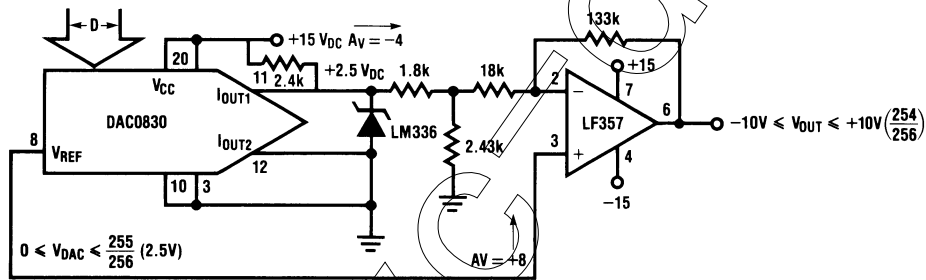 D
+15 V_DC A_V = −4
133k
20
11 2.4k
+2.5 V_DC
1.8k
18k
2
−
+15
7
V_CC
I_OUT1
DAC0830
LM336
LF357
6
−10V ⩽ V_OUT ⩽ +10V(254/256)
8
V_REF
I_OUT2
12
2.43k
3
+
4
10
3
−15
0 ⩽ V_DAC ⩽ 255/256 (2.5V)
AV = +8